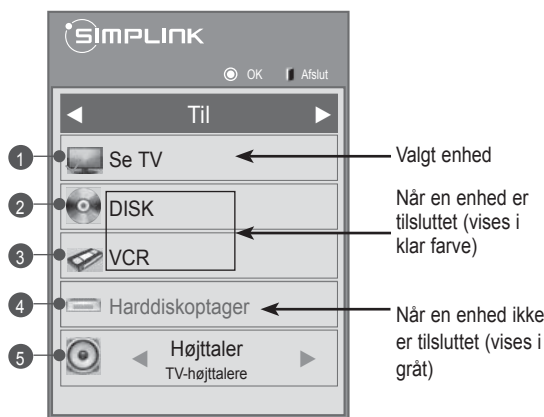 SIMPLINK
OK Afslut
Til
1 Se TV
Valgt enhed
2 DISK
Når en enhed er
tilsluttet (vises i
klar farve)
3 VCR
4 Harddiskoptager
Når en enhed ikke
er tilsluttet (vises i
gråt)
5 Højttaler
TV-højttalere